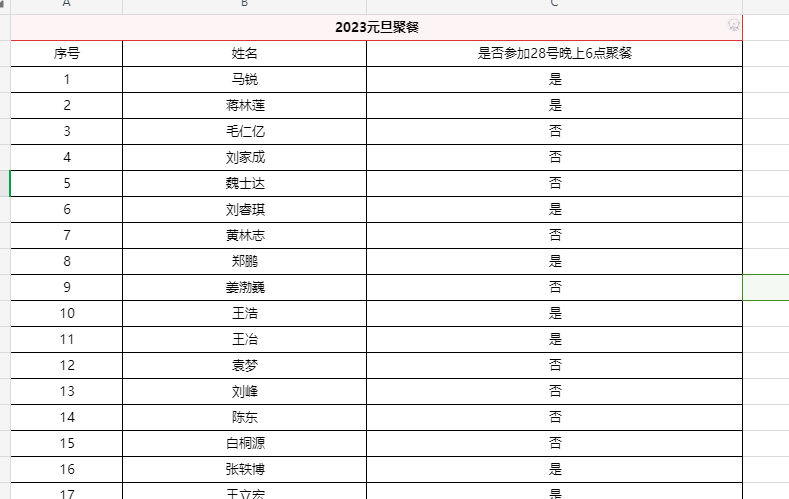 A B C
2023元旦聚餐
序号 姓名 是否参加28号晚上6点聚餐
1 马锐 是
2 蒋林莲 是
3 毛仁亿 否
4 刘家成 否
5 魏士达 否
6 刘睿琪 是
7 黄林志 否
8 郑鹏 是
9 姜渤巍 否
10 王浩 是
11 王冶 是
12 袁梦 否
13 刘峰 否
14 陈东 否
15 白桐源 否
16 张轶博 是
17 王立宏 是